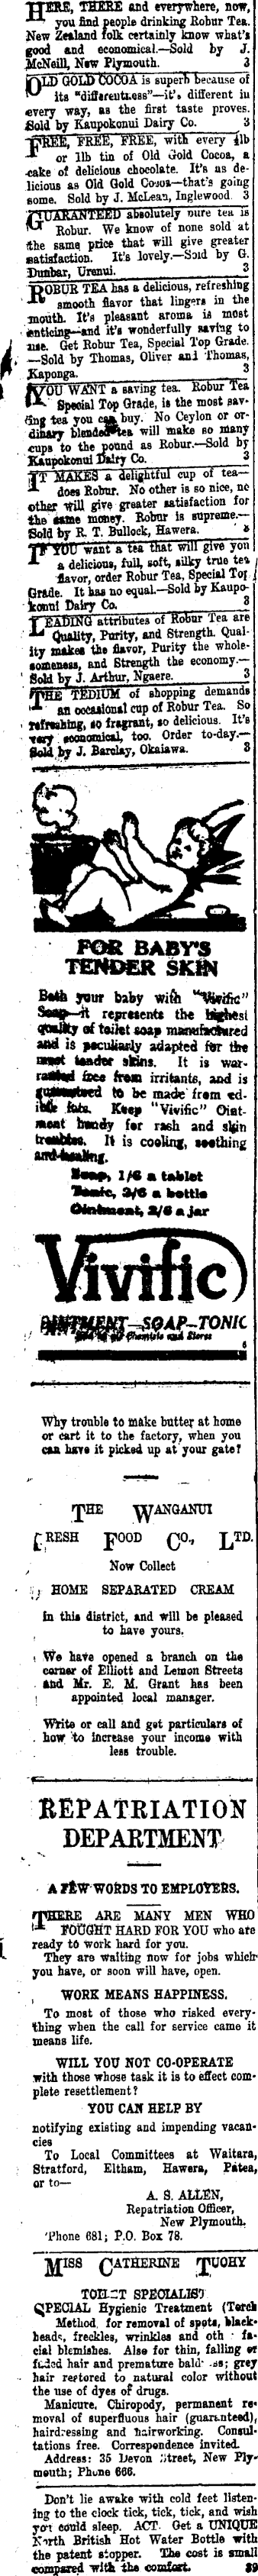 HERE, THERE and everywhere, now,
you find people drinking Robur Tea.
New Zealand folk certainly know what's
good and economical.—Sold by J.
McNeill, New Plymouth. 3
OLD GOLD COCOA is superb because of
its "differentness"—it's different in
every way, as the first taste proves.
Sold by Kaupokonui Dairy Co. 3
FREE, FREE, FREE, with every ½lb
or 1lb tin of Old Gold Cocoa, a
cake of delicious chocolate. It's as de-
licious as Old Gold Cocoa—that's going
some. Sold by J. McLean, Inglewood. 3
GUARANTEED absolutely pure tea is
Robur. We know of none sold at
the same price that will give greater
satisfaction. It's lovely.—Sold by G.
Dunbar, Urenui. 3
ROBUR TEA has a delicious, refreshing
smooth flavor that lingers in the
mouth. It's pleasant aroma is most
enticing—and it's wonderfully saving to
use. Get Robur Tea, Special Top Grade.
—Sold by Thomas, Oliver and Thomas,
Kaponga. 3
YOU WANT a saving tea. Robur Tea
Special Top Grade, is the most sav-
ing tea you can buy. No Ceylon or or-
dinary blended tea will make so many
cups to the pound as Robur.—Sold by
Kaupokonui Dairy Co. 3
IT MAKES a delightful cup of tea—
does Robur. No other is so nice, no
other will give greater satisfaction for
the same money. Robur is supreme.—
Sold by R. T. Bullock, Hawera.
IF YOU want a tea that will give you
a delicious, full, soft, silky true tea
flavor, order Robur Tea, Special Top
Grade. It has no equal.—Sold by Kaupo-
konui Dairy Co. 3
LEADING attributes of Robur Tea are
Quality, Purity, and Strength. Qual-
ity makes the flavor, Purity the whole-
someness, and Strength the economy.—
Sold by J. Arthur, Ngaere. 3
THE TEDIUM of shopping demands
an occasional cup of Robur Tea. So
refreshing, so fragrant, so delicious. It's
very economical, too. Order to-day.—
Sold by J. Barclay, Okaiawa. 3
FOR BABY'S
TENDER SKIN
Bath your baby with "Vivific"
Soap—it represents the highest
quality of toilet soap manufactured
and is peculiarly adapted for the
most tender skins. It is war-
ranted free from irritants, and is
guaranteed to be made from ed-
ible fats. Keep "Vivific" Oint-
ment handy for rash and skin
troubles. It is cooling, soothing
and healing.
Soap, 1/6 a tablet
Tonic, 3/6 a bottle
Ointment, 2/6 a jar
Vivific
OINTMENT—SOAP—TONIC
Sold by all Chemists and Stores
6
Why trouble to make butter at home
or cart it to the factory, when you
can have it picked up at your gate?
THE WANGANUI
FRESH FOOD CO., LTD.
Now Collect
HOME SEPARATED CREAM
in this district, and will be pleased
to have yours.
We have opened a branch on the
corner of Elliott and Lemon Streets
and Mr. E. M. Grant has been
appointed local manager.
Write or call and get particulars of
how to increase your income with
less trouble.
REPATRIATION
DEPARTMENT
A FEW WORDS TO EMPLOYERS.
THERE ARE MANY MEN WHO
FOUGHT HARD FOR YOU who are
ready to work hard for you.
They are waiting now for jobs which
you have, or soon will have, open.
WORK MEANS HAPPINESS.
To most of those who risked every-
thing when the call for service came it
means life.
WILL YOU NOT CO-OPERATE
with those whose task it is to effect com-
plete resettlement?
YOU CAN HELP BY
notifying existing and impending vacan-
cies
To Local Committees at Waitara,
Stratford, Eltham, Hawera, Patea,
or to—
A. S. ALLEN,
Repatriation Officer,
New Plymouth.
'Phone 681; P.O. Box 78.
MISS CATHERINE TUOHY
TOILET SPECIALIST
SPECIAL Hygienic Treatment (Torch
Method, for removal of spots, black-
heads, freckles, wrinkles and oth fa-
cial blemishes. Also for thin, falling or
faded hair and premature baldness; grey
hair restored to natural color without
the use of dyes or drugs.
Manicure, Chiropody, permanent re-
moval of superfluous hair (guaranteed),
hairdressing and hairworking. Consul-
tations free. Correspondence invited.
Address: 35 Devon Street, New Ply-
mouth; Phone 666.
Don't lie awake with cold feet listen-
ing to the clock tick, tick, tick, and wish
you could sleep. ACT. Get a UNIQUE
North British Hot Water Bottle with
the patent stopper. The cost is small
compared with the comfort. 39